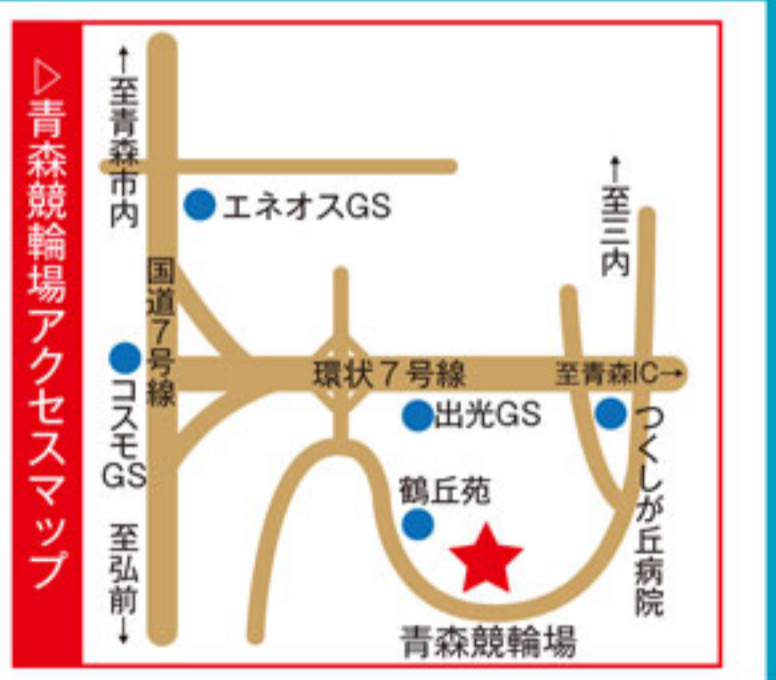 ▷青森競輪場アクセスマップ
↑至青森市内
エネオスGS
↑至三内
国道7号線
環状7号線
至青森IC→
コスモGS
出光GS
つくしが丘病院
鶴丘苑
至弘前↓
青森競輪場